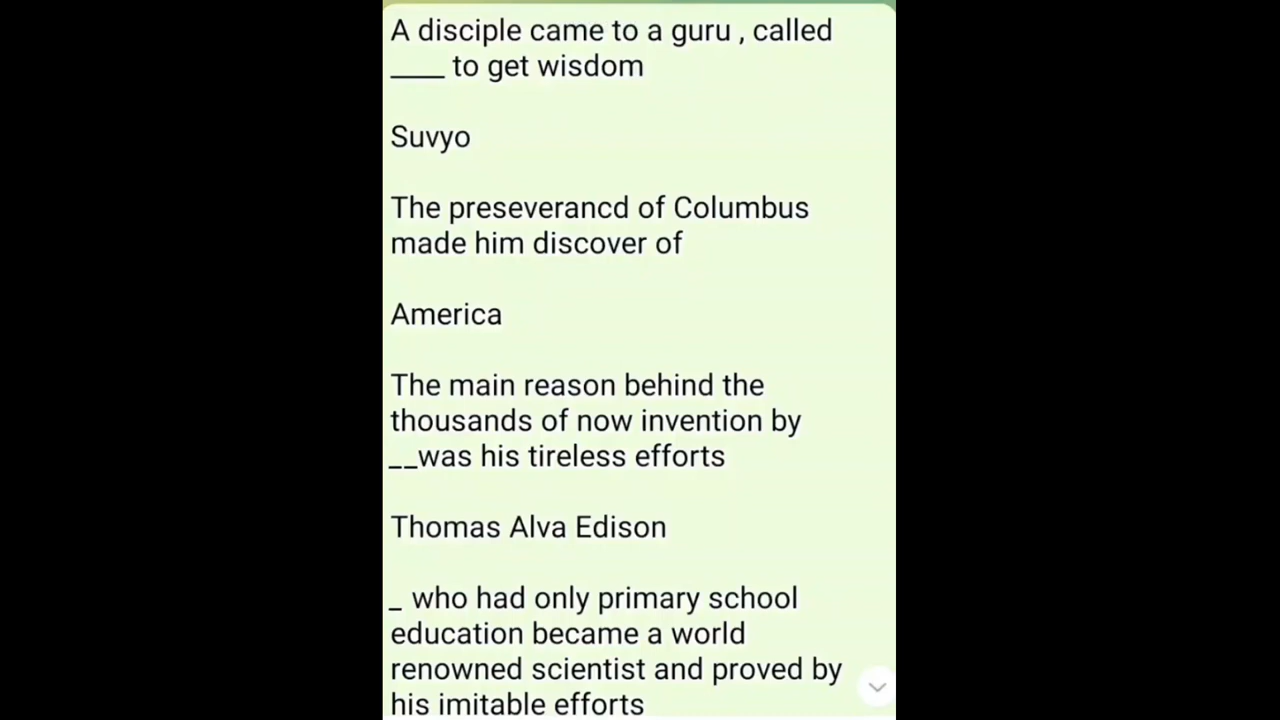 A disciple came to a guru , called
____ to get wisdom
Suvyo
The preseverancd of Columbus
made him discover of
America
The main reason behind the
thousands of now invention by
__was his tireless efforts
Thomas Alva Edison
_ who had only primary school
education became a world
renowned scientist and proved by
his imitable efforts